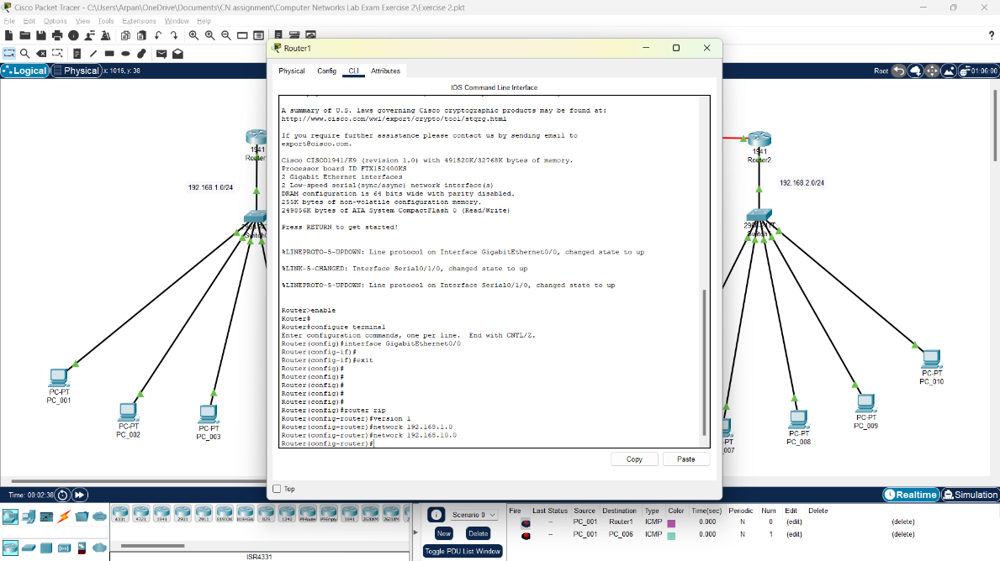 Cisco Packet Tracer - C:\Users\Arpan\OneDrive\Documents\CN assignment\Computer Networks Lab Exam Exercise 2\Exercise 2.pkt
File Edit Options View Tools Extensions Window Help
Logical Physical x: 1016, y: 38
Root 01:06:00
Router1
Physical Config CLI Attributes
IOS Command Line Interface
A summary of U.S. laws governing Cisco cryptographic products may be found at:
http://www.cisco.com/wwl/export/crypto/tool/stqrg.html
If you require further assistance please contact us by sending email to
export@cisco.com.
Cisco CISCO1941/K9 (revision 1.0) with 491520K/32768K bytes of memory.
Processor board ID FTX152400KS
2 Gigabit Ethernet interfaces
2 Low-speed serial(sync/async) network interface(s)
DRAM configuration is 64 bits wide with parity disabled.
255K bytes of non-volatile configuration memory.
249856K bytes of ATA System CompactFlash 0 (Read/Write)
Press RETURN to get started!
%LINEPROTO-5-UPDOWN: Line protocol on Interface GigabitEthernet0/0, changed state to up
%LINK-5-CHANGED: Interface Serial0/1/0, changed state to up
%LINEPROTO-5-UPDOWN: Line protocol on Interface Serial0/1/0, changed state to up
Router>enable
Router#
Router#configure terminal
Enter configuration commands, one per line. End with CNTL/Z.
Router(config)#interface GigabitEthernet0/0
Router(config-if)#
Router(config-if)#exit
Router(config)#
Router(config)#
Router(config)#
Router(config)#
Router(config)#
Router(config)#router rip
Router(config-router)#version 1
Router(config-router)#network 192.168.1.0
Router(config-router)#network 192.168.10.0
Router(config-router)#
Copy Paste
Top
1941
Router
192.168.1.0/24
PC-PT
PC_001
PC-PT
PC_002
PC-PT
PC_003
1941
Router2
192.168.2.0/24
-PT
007
PC-PT
PC_008
PC-PT
PC_009
PC-PT
PC_010
Time: 00:02:38
Realtime Simulation
4331 4321 1941 2901 2911 819IOX 819HGW 829 1240 PTRouter PTEmpty 1841 2620XM 2621XM
ISR4331
Scenario 0
New Delete
Toggle PDU List Window
Fire Last Status Source Destination Type Color Time(sec) Periodic Num Edit Delete
-- PC_001 Router1 ICMP 0.000 N 0 (edit) (delete)
-- PC_001 PC_006 ICMP 0.000 N 1 (edit) (delete)